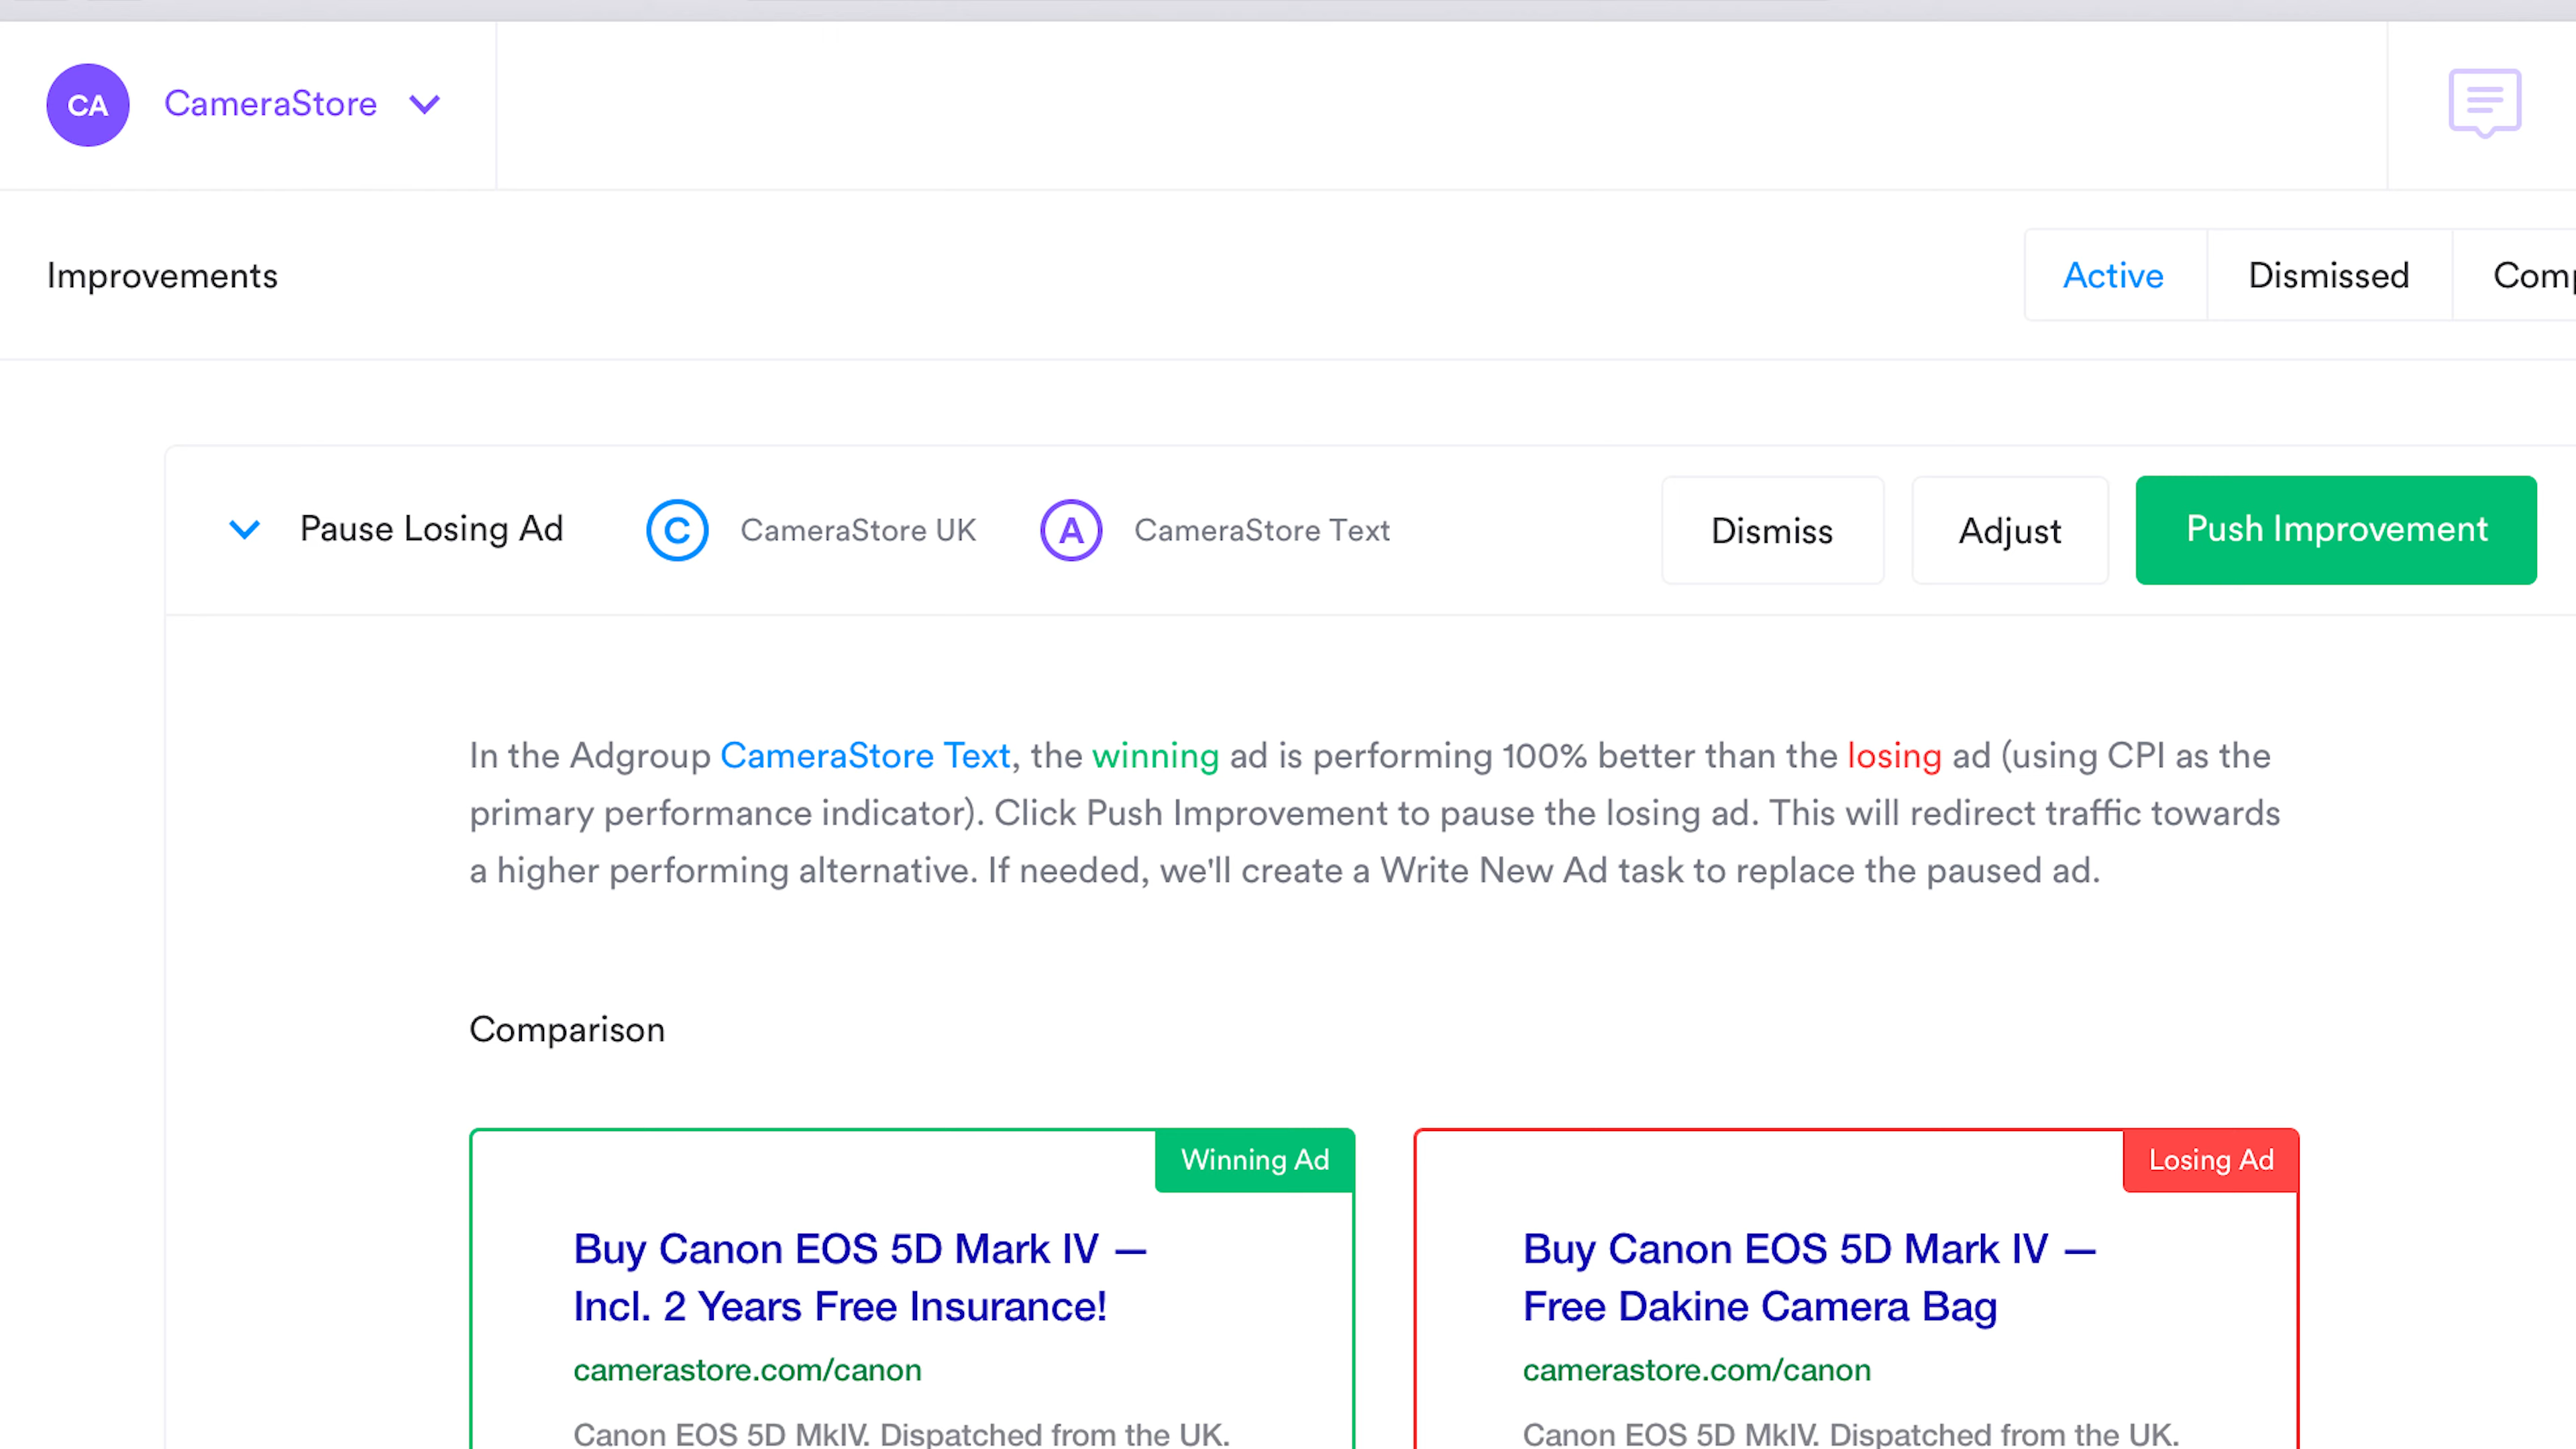 CA CameraStore
Improvements
Active Dismissed
Pause Losing Ad C CameraStore UK A CameraStore Text Dismiss Adjust Push Improvement
In the Adgroup CameraStore Text, the winning ad is performing 100% better than the losing ad (using CPI as the
primary performance indicator). Click Push Improvement to pause the losing ad. This will redirect traffic towards
a higher performing alternative. If needed, we'll create a Write New Ad task to replace the paused ad.
Comparison
Winning Ad
Buy Canon EOS 5D Mark IV —
Incl. 2 Years Free Insurance!
camerastore.com/canon
Canon EOS 5D MkIV. Dispatched from the UK.
Losing Ad
Buy Canon EOS 5D Mark IV —
Free Dakine Camera Bag
camerastore.com/canon
Canon EOS 5D MkIV. Dispatched from the UK.